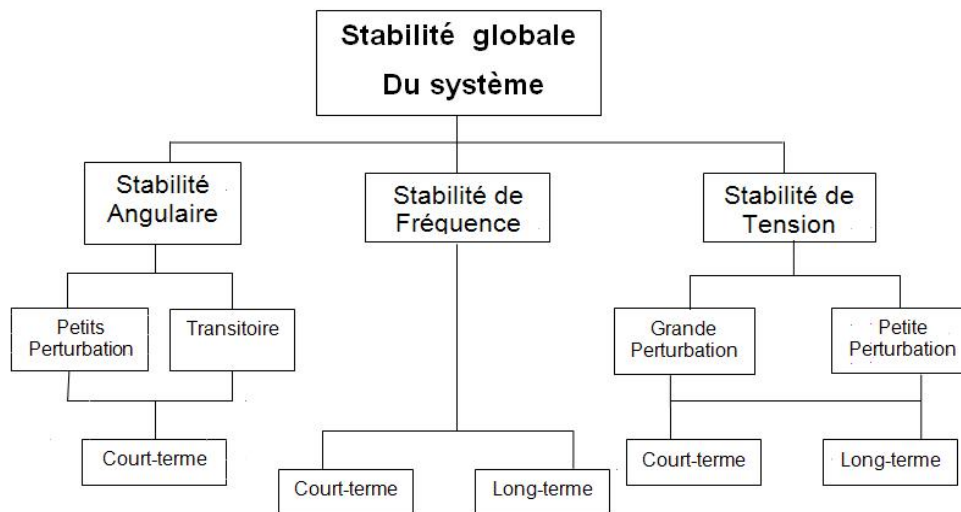 Stabilité globale
Du système
Stabilité
Angulaire
Stabilité de
Fréquence
Stabilité de
Tension
Petits
Perturbation
Transitoire
Grande
Perturbation
Petite
Perturbation
Court-terme
Court-terme
Long-terme
Court-terme
Long-terme